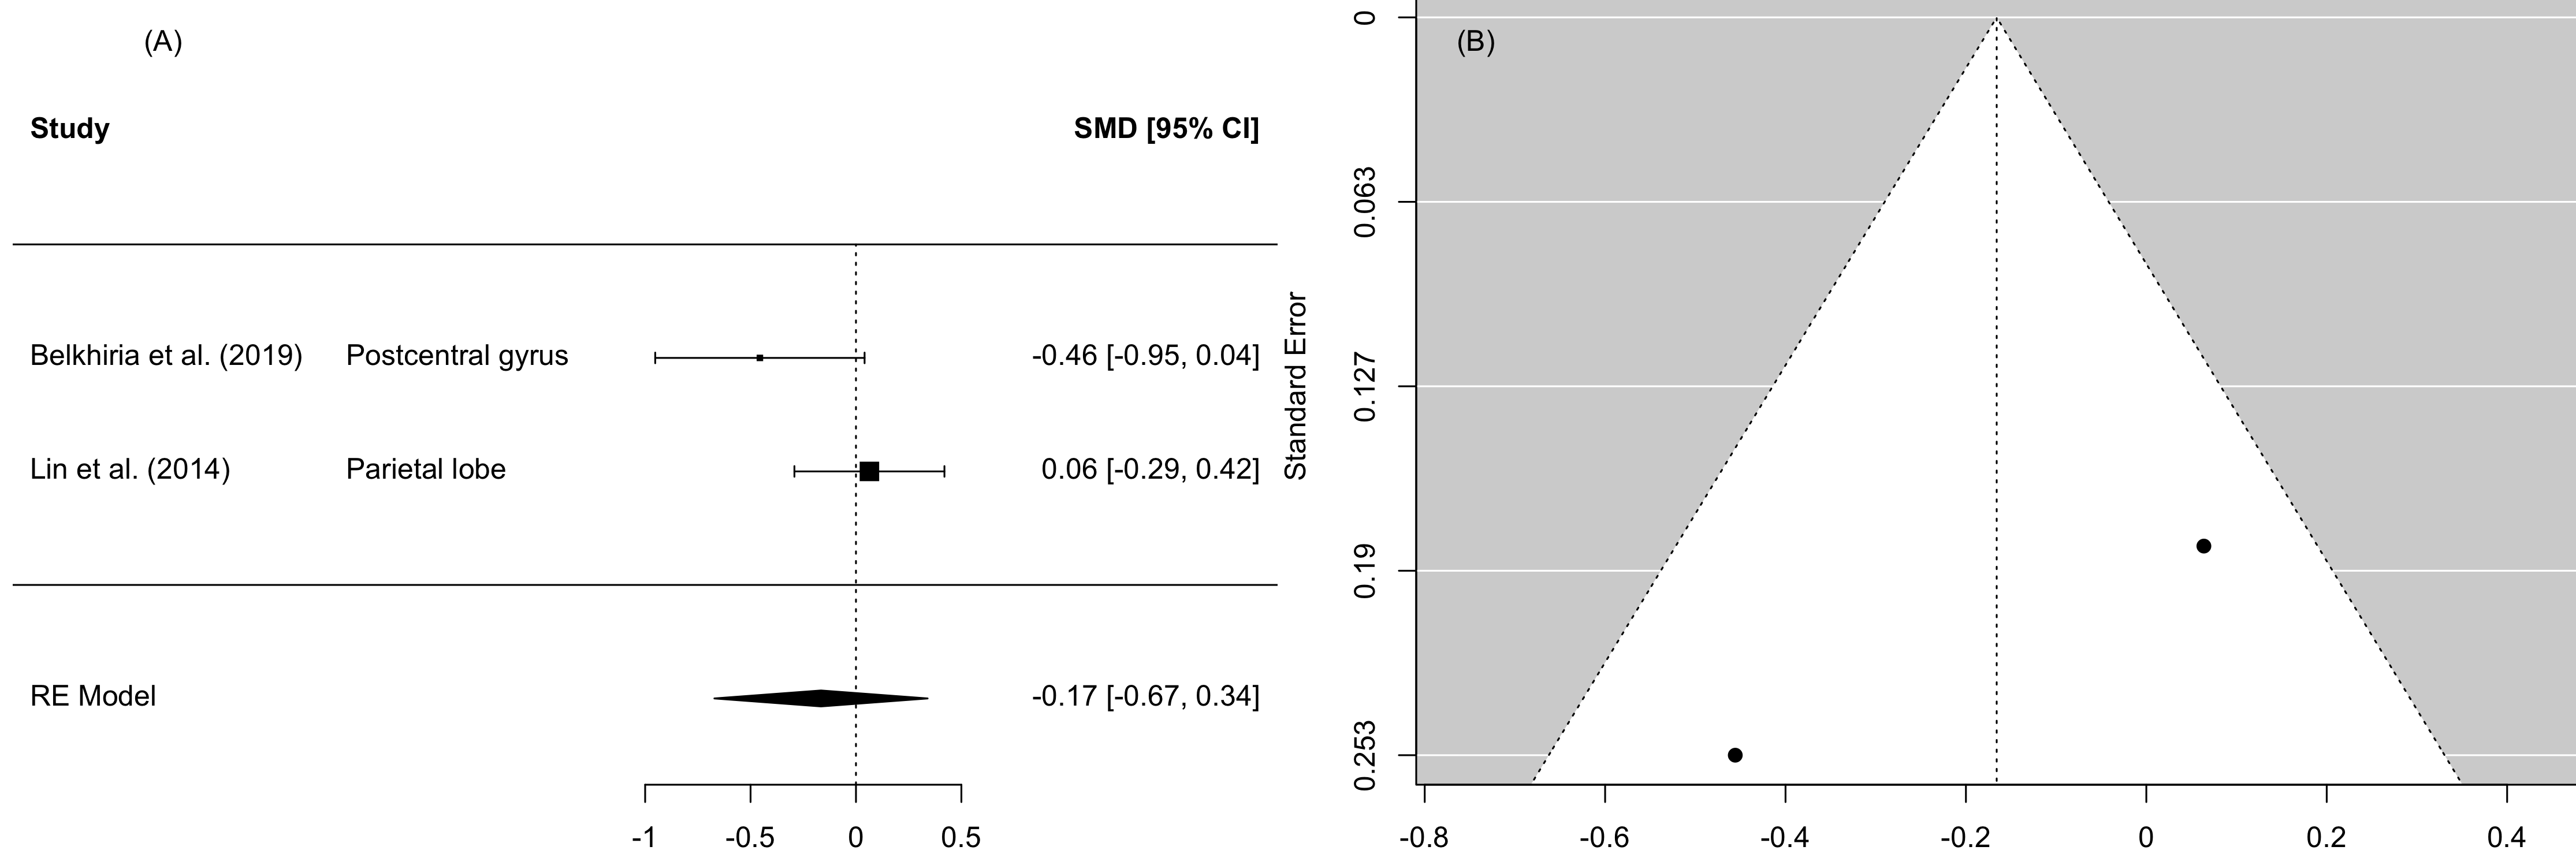 (A)
Study SMD [95% CI]
Belkhiria et al. (2019) Postcentral gyrus -0.46 [-0.95, 0.04]
Lin et al. (2014) Parietal lobe 0.06 [-0.29, 0.42]
RE Model -0.17 [-0.67, 0.34]
-1 -0.5 0 0.5
(B)
Standard Error
0
0.063
0.127
0.19
0.253
-0.8 -0.6 -0.4 -0.2 0 0.2 0.4